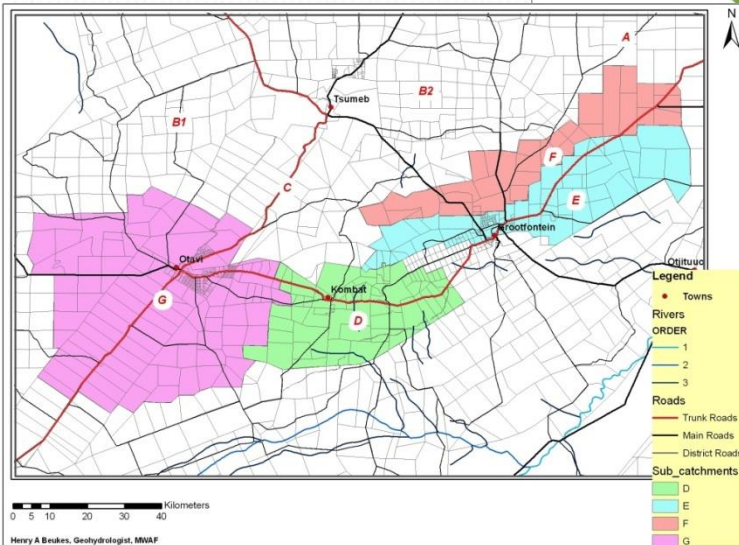 N
A
B2
B1
Tsumeb
F
C
E
Grootfontein
Otavi
Kombat
G
D
Legend
Towns
Rivers
ORDER
1
2
3
Roads
Trunk Roads
Main Roads
District Roads
Sub_catchments
D
E
F
G
Kilometers
0 5 10 20 30 40
Henry A Beukes, Geohydrologist, MWAF